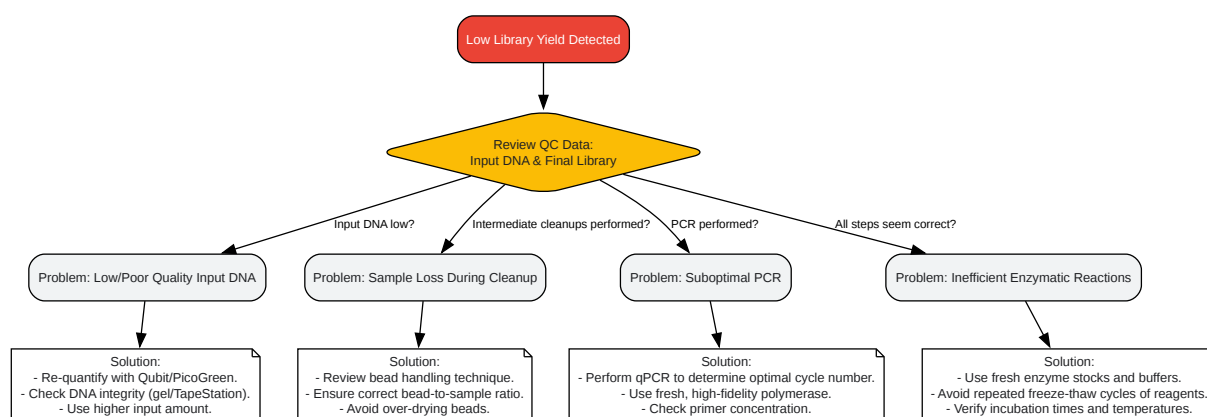 Low Library Yield Detected
Review QC Data:
Input DNA & Final Library
Input DNA low?
Intermediate cleanups performed?
PCR performed?
All steps seem correct?
Problem: Low/Poor Quality Input DNA
Problem: Sample Loss During Cleanup
Problem: Suboptimal PCR
Problem: Inefficient Enzymatic Reactions
Solution:
- Re-quantify with Qubit/PicoGreen.
- Check DNA integrity (gel/TapeStation).
- Use higher input amount.
Solution:
- Review bead handling technique.
- Ensure correct bead-to-sample ratio.
- Avoid over-drying beads.
Solution:
- Perform qPCR to determine optimal cycle number.
- Use fresh, high-fidelity polymerase.
- Check primer concentration.
Solution:
- Use fresh enzyme stocks and buffers.
- Avoid repeated freeze-thaw cycles of reagents.
- Verify incubation times and temperatures.